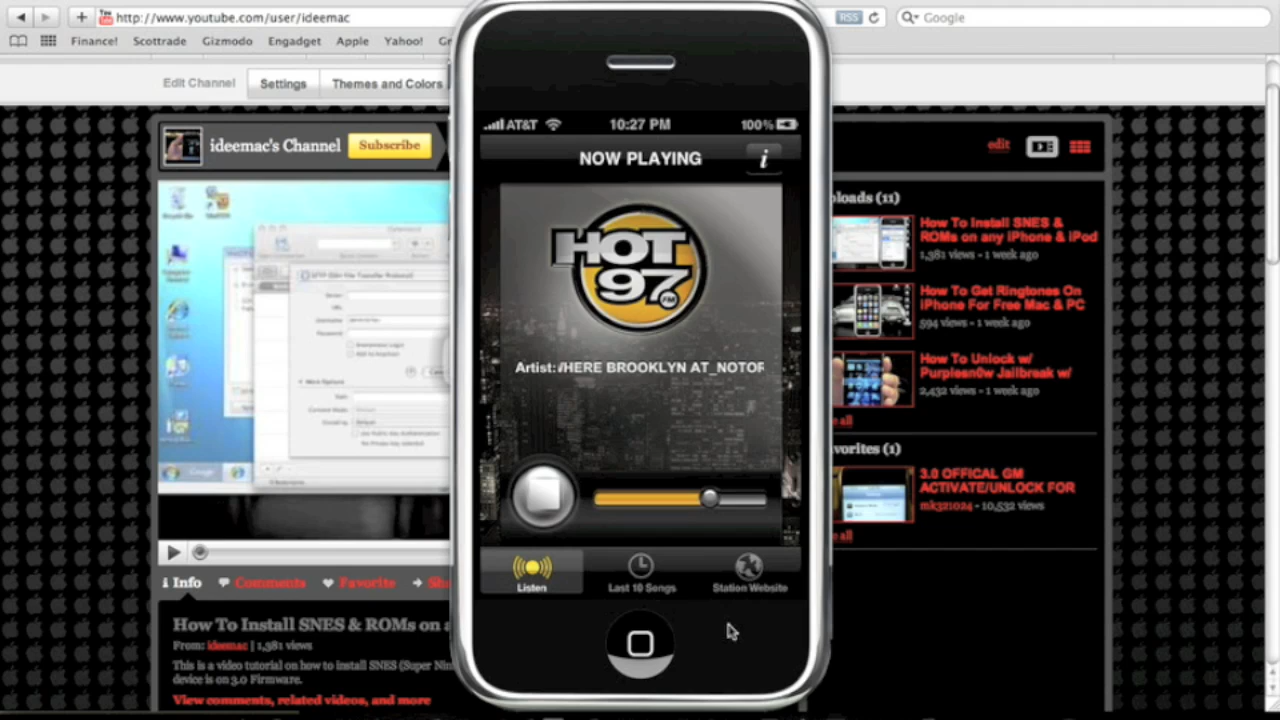 http://www.youtube.com/user/ideemac
RSS
Google
Finance!
Scottrade
Gizmodo
Engadget
Apple
Yahoo!
Edit Channel
Settings
Themes and Colors
ideemac's Channel
Subscribe
AT&T
10:27 PM
100%
NOW PLAYING
i
HOT
97
FM
Artist:
HERE BROOKLYN AT_NOTOR
Listen
Last 10 Songs
Station Website
edit
loads (11)
How To Install SNES &
ROMs on any iPhone & iPod
1,381 views - 1 week ago
How To Get Ringtones On
iPhone For Free Mac & PC
594 views - 1 week ago
How To Unlock w/
Purplesn0w Jailbreak w/
2,432 views - 1 week ago
all
vorites (1)
3.0 OFFICAL GM
ACTIVATE/UNLOCK FOR
mk321024 - 10,532 views
all
Info
Comments
Favorite
Sh
How To Install SNES & ROMs on a
From: ideemac | 1,381 views
This is a video tutorial on how to install SNES (Super Nin
device is on 3.0 Firmware.
View comments, related videos, and more